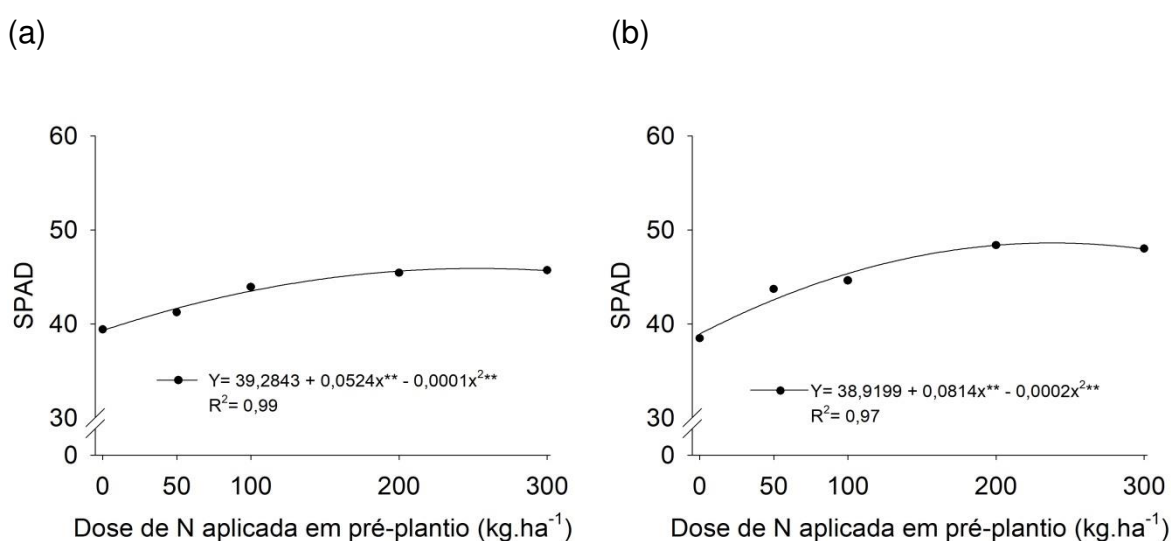 (a)
60
50
40
30
0
SPAD
Y= 39,2843 + 0,0524x** - 0,0001x²**
R²= 0,99
0 50 100 200 300
Dose de N aplicada em pré-plantio (kg.ha⁻¹)
(b)
60
50
40
30
0
SPAD
Y= 38,9199 + 0,0814x** - 0,0002x²**
R²= 0,97
0 50 100 200 300
Dose de N aplicada em pré-plantio (kg.ha⁻¹)